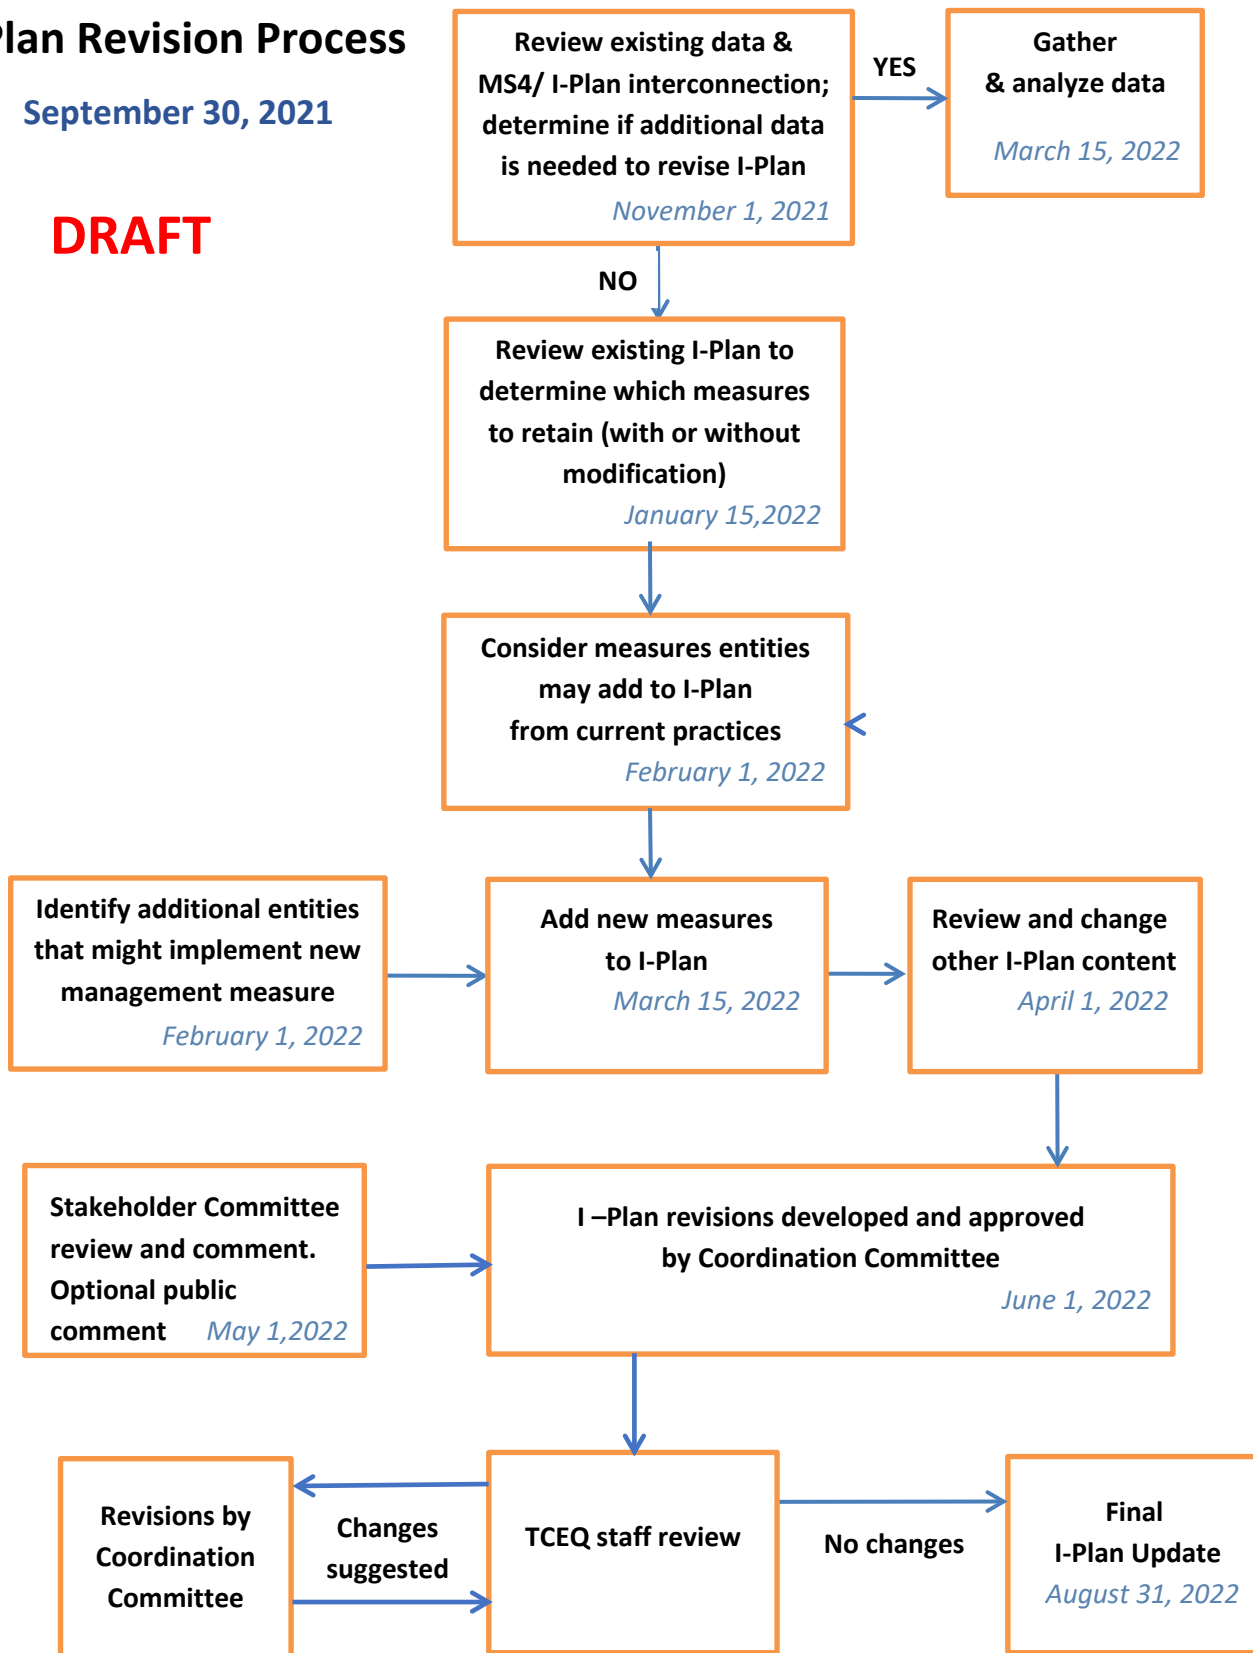 Plan Revision Process
September 30, 2021
DRAFT
Review existing data &
MS4/ I-Plan interconnection;
determine if additional data
is needed to revise I-Plan
November 1, 2021
YES
Gather
& analyze data
March 15, 2022
NO
Review existing I-Plan to
determine which measures
to retain (with or without
modification)
January 15,2022
Consider measures entities
may add to I-Plan
from current practices
February 1, 2022
Identify additional entities
that might implement new
management measure
February 1, 2022
Add new measures
to I-Plan
March 15, 2022
Review and change
other I-Plan content
April 1, 2022
Stakeholder Committee
review and comment.
Optional public
comment May 1,2022
I –Plan revisions developed and approved
by Coordination Committee
June 1, 2022
Revisions by
Coordination
Committee
Changes
suggested
TCEQ staff review
No changes
Final
I-Plan Update
August 31, 2022